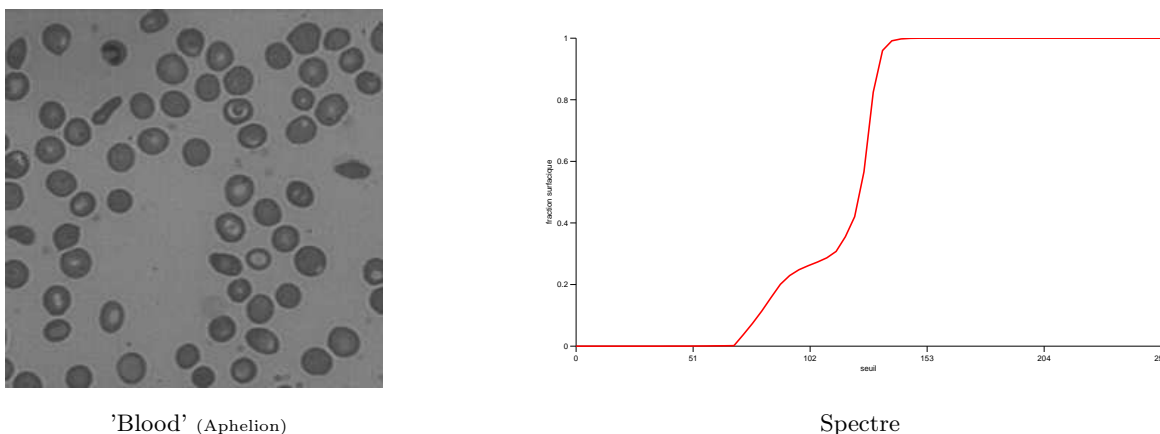 1
0.8
0.6
fraction surfacique
0.4
0.2
0
0 51 102 153 204
seuil
'Blood' (Aphelion) Spectre